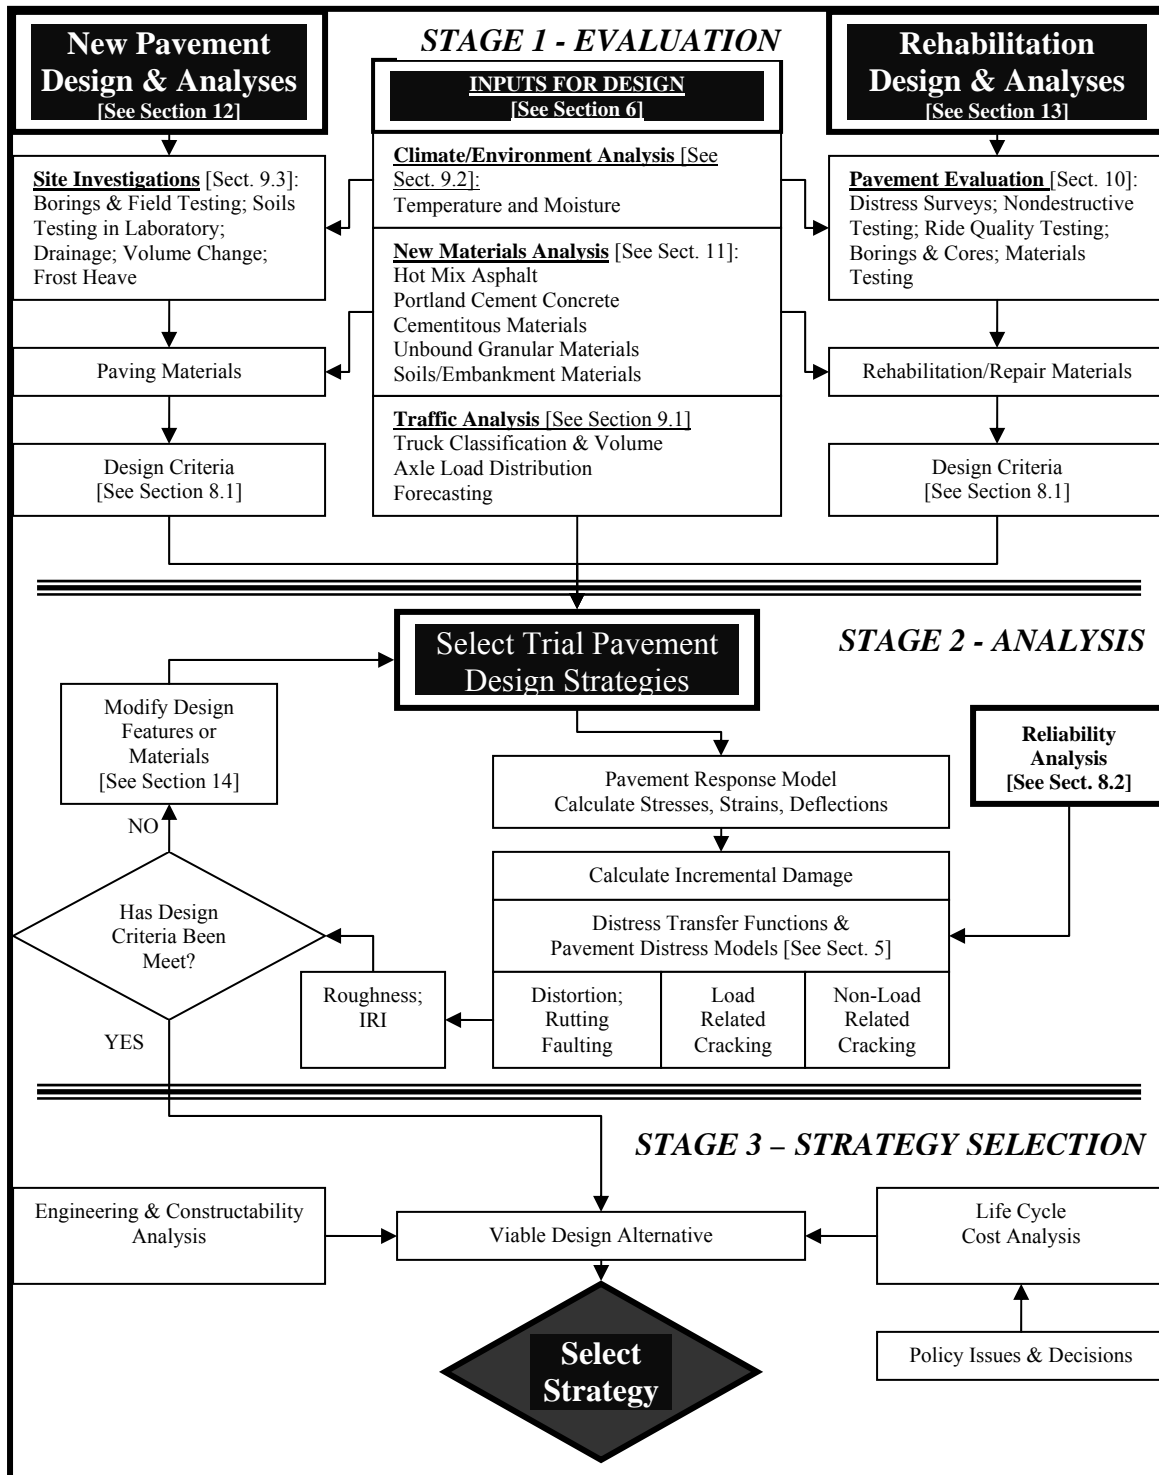 New Pavement
Design & Analyses
[See Section 12]
STAGE 1 - EVALUATION
INPUTS FOR DESIGN
[See Section 6]
Rehabilitation
Design & Analyses
[See Section 13]
Site Investigations [Sect. 9.3]:
Borings & Field Testing; Soils
Testing in Laboratory;
Drainage; Volume Change;
Frost Heave
Climate/Environment Analysis [See
Sect. 9.2]:
Temperature and Moisture
Pavement Evaluation [Sect. 10]:
Distress Surveys; Nondestructive
Testing; Ride Quality Testing;
Borings & Cores; Materials
Testing
New Materials Analysis [See Sect. 11]:
Hot Mix Asphalt
Portland Cement Concrete
Cementitous Materials
Unbound Granular Materials
Soils/Embankment Materials
Paving Materials
Rehabilitation/Repair Materials
Traffic Analysis [See Section 9.1]
Truck Classification & Volume
Axle Load Distribution
Forecasting
Design Criteria
[See Section 8.1]
Design Criteria
[See Section 8.1]
Select Trial Pavement
Design Strategies
STAGE 2 - ANALYSIS
Modify Design
Features or
Materials
[See Section 14]
Reliability
Analysis
[See Sect. 8.2]
Pavement Response Model
Calculate Stresses, Strains, Deflections
NO
Calculate Incremental Damage
Has Design
Criteria Been
Meet?
Distress Transfer Functions &
Pavement Distress Models [See Sect. 5]
Roughness;
IRI
Distortion;
Rutting
Faulting
Load
Related
Cracking
Non-Load
Related
Cracking
YES
STAGE 3 – STRATEGY SELECTION
Engineering & Constructability
Analysis
Viable Design Alternative
Life Cycle
Cost Analysis
Select
Strategy
Policy Issues & Decisions